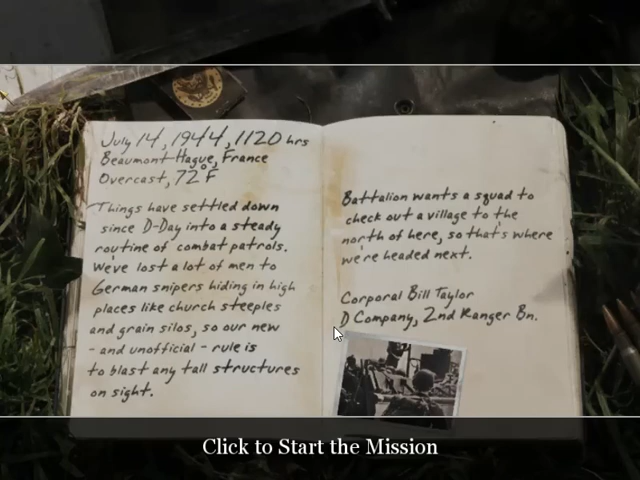 July 14, 1944, 1120 hrs
Beaumont-Hague, France
Overcast, 72° F
Things have settled down
since D-Day into a steady
routine of combat patrols.
We've lost a lot of men to
German snipers hiding in high
places like church steeples
and grain silos, so our new
- and unofficial - rule is
to blast any tall structures
on sight.
Battalion wants a squad to
check out a village to the
north of here, so that's where
we're headed next.
Corporal Bill Taylor
D Company, 2nd Ranger Bn.
Click to Start the Mission